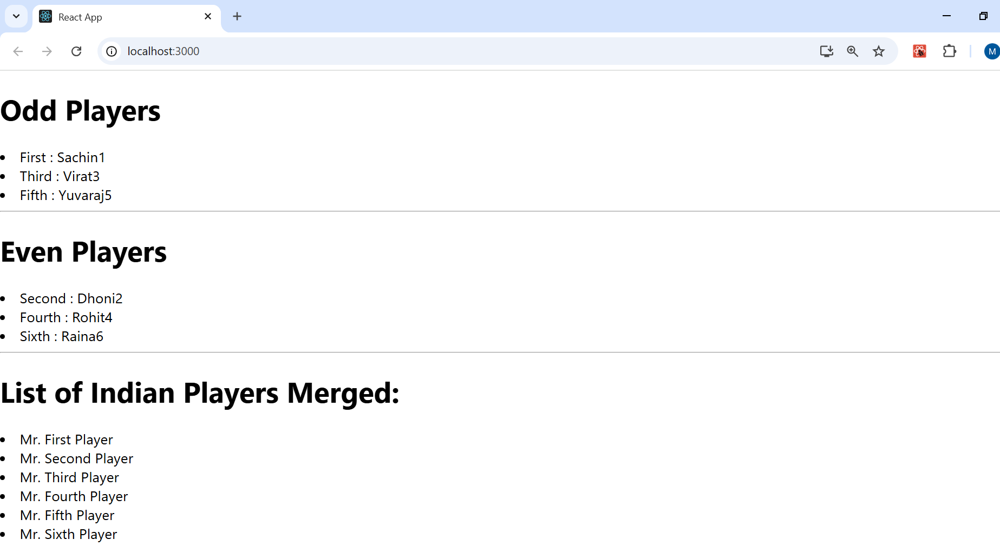 React App
localhost:3000
M
Odd Players
First : Sachin1
Third : Virat3
Fifth : Yuvaraj5
Even Players
Second : Dhoni2
Fourth : Rohit4
Sixth : Raina6
List of Indian Players Merged:
Mr. First Player
Mr. Second Player
Mr. Third Player
Mr. Fourth Player
Mr. Fifth Player
Mr. Sixth Player